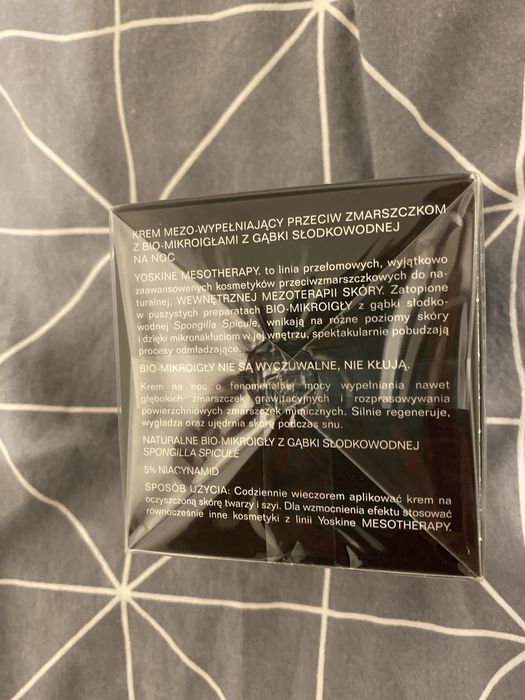 KREM MEZO-WYPEŁNIAJĄCY PRZECIW ZMARSZCZKOM
Z BIO-MIKROIGŁAMI Z GĄBKI SŁODKOWODNEJ
NA NOC
YOSKINE MESOTHERAPY. to linia przełomowych, wyjątkowo
zaawansowanych kosmetyków przeciwzmarszczkowych do na-
turalnej, WEWNĘTRZNEJ MEZOTERAPII SKÓRY. Zatopione
w puszystych preparatach BIO-MIKROIGŁY z gąbki słodko-
wodnej Spongilla Spicule, wnikają na różne poziomy skóry
i dzięki mikronakłuciom w jej wnętrzu, spektakularnie pobudzają
procesy odmładzające.
BIO-MIKROIGŁY NIE SĄ WYCZUWALNE, NIE KŁUJĄ.
Krem na noc o fenomenalnej mocy wypełniania nawet
głębokich zmarszczek grawitacyjnych i rozprasowywania
powierzchniowych zmarszczek mimicznych. Silnie regeneruje,
wygładza oraz ujędrnia skórę podczas snu.
NATURALNE BIO-MIKROIGŁY Z GĄBKI SŁODKOWODNEJ
SPONGILLA SPICULE
5% NIACYNAMID
SPOSÓB UŻYCIA: Codziennie wieczorem aplikować krem na
oczyszczoną skórę twarzy i szyi. Dla wzmocnienia efektu stosować
równocześnie inne kosmetyki z linii Yoskine MESOTHERAPY.